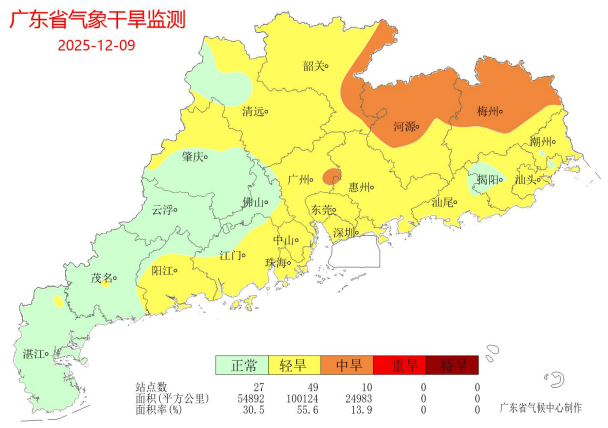 广东省气象干旱监测
2025-12-09
韶关
清远
梅州
河源
潮州
肇庆
广州
惠州
揭阳
汕头
云浮
佛山
东莞
汕尾
深圳
中山
江门
珠海
阳江
茂名
湛江
正常 轻旱 中旱 重旱 特旱
站点数 27 49 10 0 0
面积(平方公里) 54892 100124 24983 0 0
面积率(%) 30.5 55.6 13.9 0 0
广东省气候中心制作